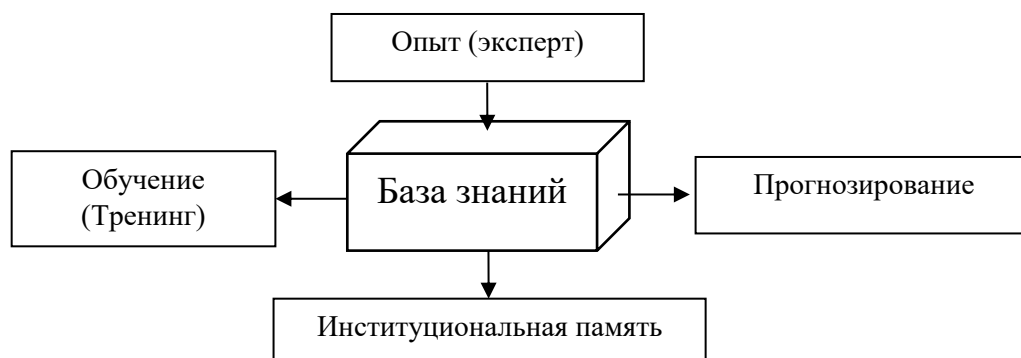 Опыт (эксперт)
База знаний
Обучение
(Тренинг)
Прогнозирование
Институциональная память